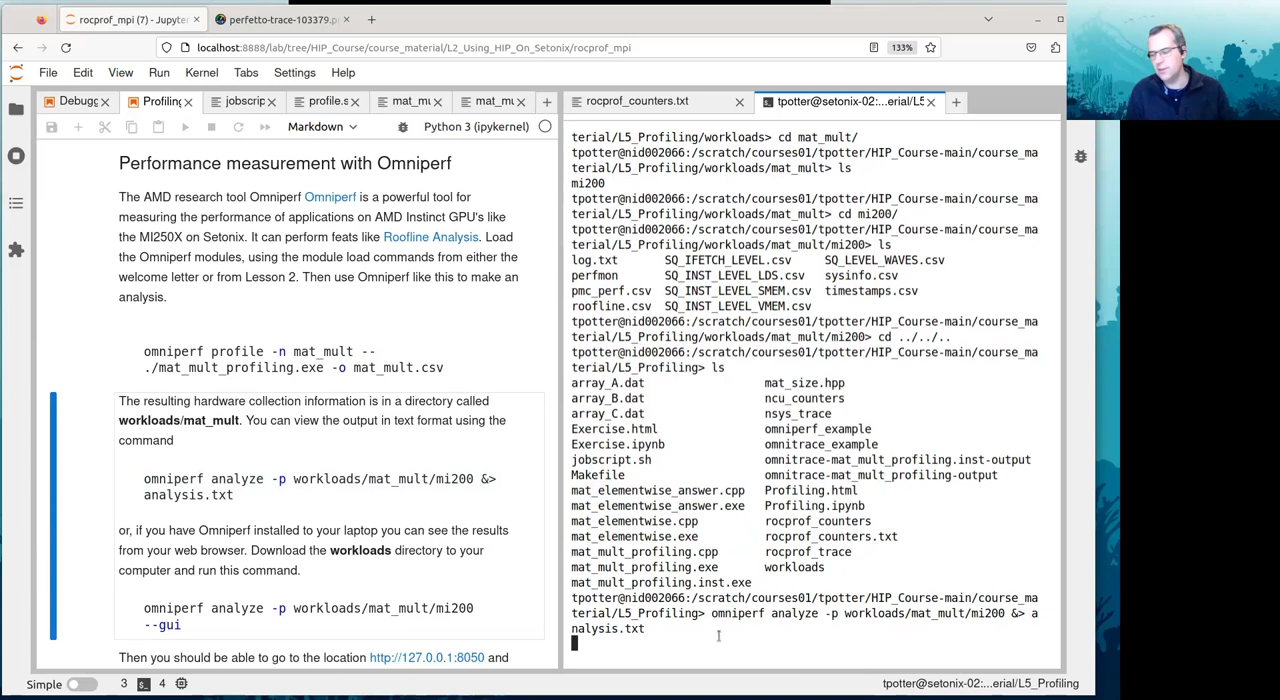 rocprof_mpi (7) - Jupyter
perfetto-trace-103379.p
localhost:8888/lab/tree/HIP_Course/course_material/L2_Using_HIP_On_Setonix/rocprof_mpi
133%
File Edit View Run Kernel Tabs Settings Help
Debugg
Profiling
jobscrip
profile.s
mat_mu
mat_mu
Markdown
Python 3 (ipykernel)
Performance measurement with Omniperf
The AMD research tool Omniperf Omniperf is a powerful tool for
measuring the performance of applications on AMD Instinct GPU's like
the MI250X on Setonix. It can perform feats like Roofline Analysis. Load
the Omniperf modules, using the module load commands from either the
welcome letter or from Lesson 2. Then use Omniperf like this to make an
analysis.
omniperf profile -n mat_mult --
./mat_mult_profiling.exe -o mat_mult.csv
The resulting hardware collection information is in a directory called
workloads/mat_mult. You can view the output in text format using the
command
omniperf analyze -p workloads/mat_mult/mi200 &>
analysis.txt
or, if you have Omniperf installed to your laptop you can see the results
from your web browser. Download the workloads directory to your
computer and run this command.
omniperf analyze -p workloads/mat_mult/mi200
--gui
Then you should be able to go to the location http://127.0.0.1:8050 and
rocprof_counters.txt
tpotter@setonix-02:...erial/L5
terial/L5_Profiling/workloads> cd mat_mult/
tpotter@nid002066:/scratch/courses01/tpotter/HIP_Course-main/course_ma
terial/L5_Profiling/workloads/mat_mult> ls
mi200
tpotter@nid002066:/scratch/courses01/tpotter/HIP_Course-main/course_ma
terial/L5_Profiling/workloads/mat_mult> cd mi200/
tpotter@nid002066:/scratch/courses01/tpotter/HIP_Course-main/course_ma
terial/L5_Profiling/workloads/mat_mult/mi200> ls
log.txt SQ_IFETCH_LEVEL.csv SQ_LEVEL_WAVES.csv
perfmon SQ_INST_LEVEL_LDS.csv sysinfo.csv
pmc_perf.csv SQ_INST_LEVEL_SMEM.csv timestamps.csv
roofline.csv SQ_INST_LEVEL_VMEM.csv
tpotter@nid002066:/scratch/courses01/tpotter/HIP_Course-main/course_ma
terial/L5_Profiling/workloads/mat_mult/mi200> cd ../../..
tpotter@nid002066:/scratch/courses01/tpotter/HIP_Course-main/course_ma
terial/L5_Profiling> ls
array_A.dat mat_size.hpp
array_B.dat ncu_counters
array_C.dat nsys_trace
Exercise.html omniperf_example
Exercise.ipynb omnitrace_example
jobscript.sh omnitrace-mat_mult_profiling.inst-output
Makefile omnitrace-mat_mult_profiling-output
mat_elementwise_answer.cpp Profiling.html
mat_elementwise_answer.exe Profiling.ipynb
mat_elementwise.cpp rocprof_counters
mat_elementwise.exe rocprof_counters.txt
mat_mult_profiling.cpp rocprof_trace
mat_mult_profiling.exe workloads
mat_mult_profiling.inst.exe
tpotter@nid002066:/scratch/courses01/tpotter/HIP_Course-main/course_ma
terial/L5_Profiling> omniperf analyze -p workloads/mat_mult/mi200 &> a
nalysis.txt
Simple 3 4 tpotter@setonix-02:...erial/L5_Profiling